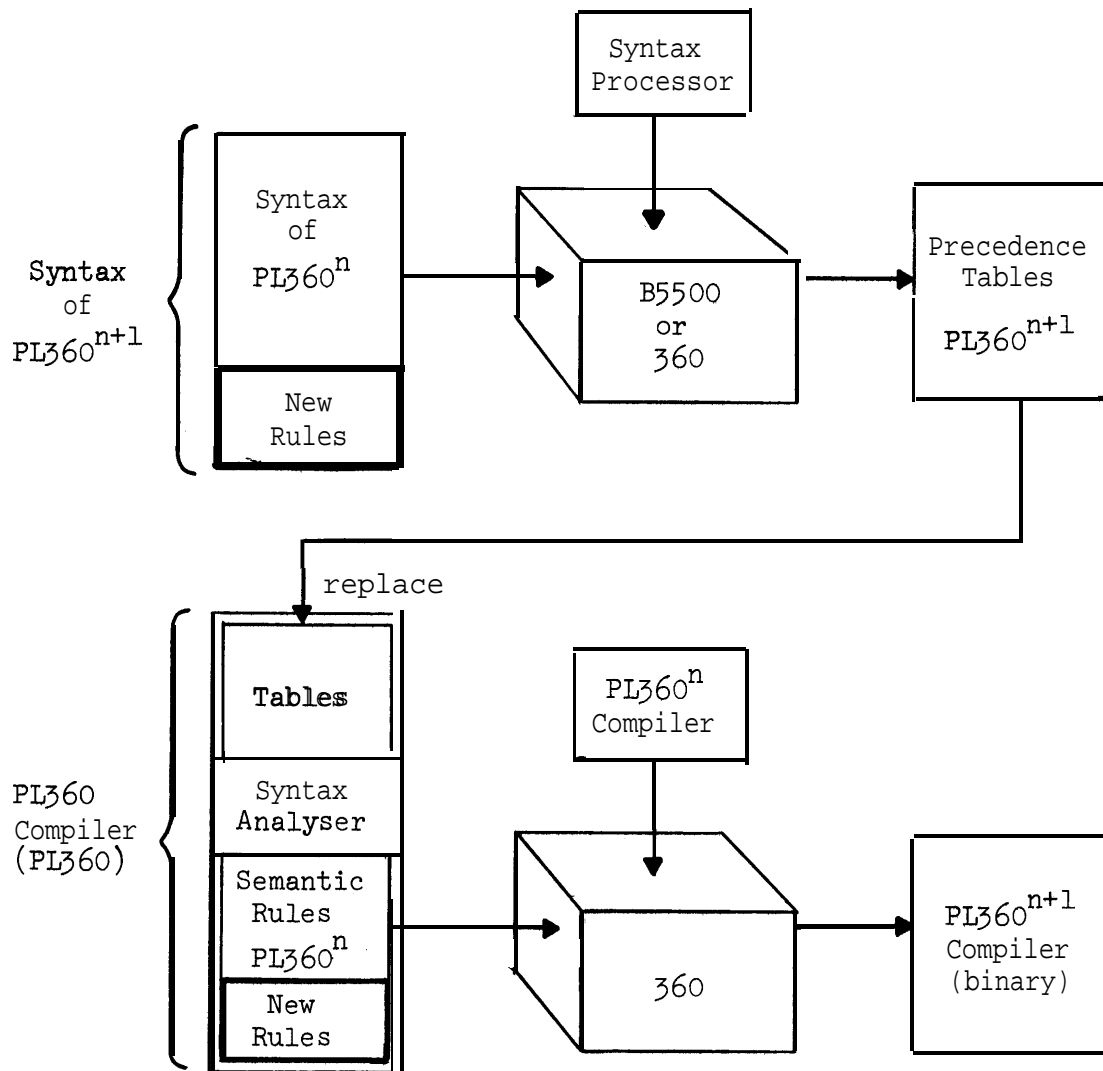 Syntax
Processor
Syntax
of
PL360^n+1
Syntax
of
PL360^n
New
Rules
B5500
or
360
Precedence
Tables
PL360^n+1
replace
PL360
Compiler
(PL360)
Tables
Syntax
Analyser
Semantic
Rules
PL360^n
New
Rules
PL360^n
Compiler
360
PL360^n+1
Compiler
(binary)